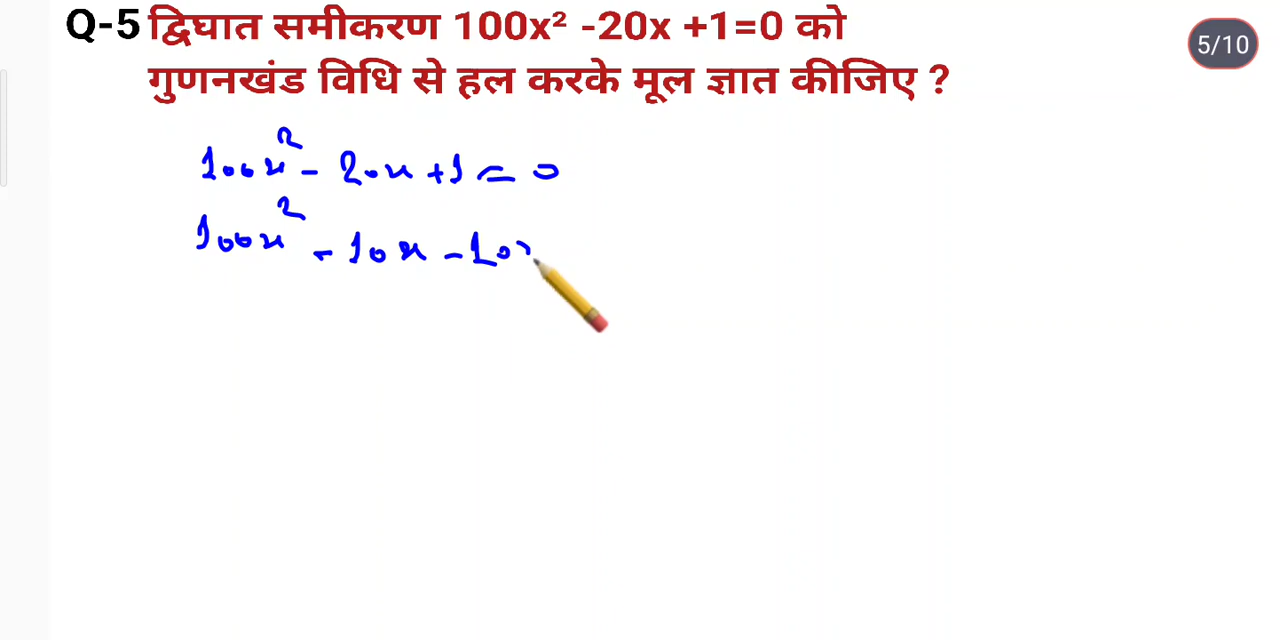 Q-5 द्विघात समीकरण 100x² -20x +1=0 को
5/10
गुणनखंड विधि से हल करके मूल ज्ञात कीजिए ?
100x² - 20x + 1 = 0
100x² - 10x - 10